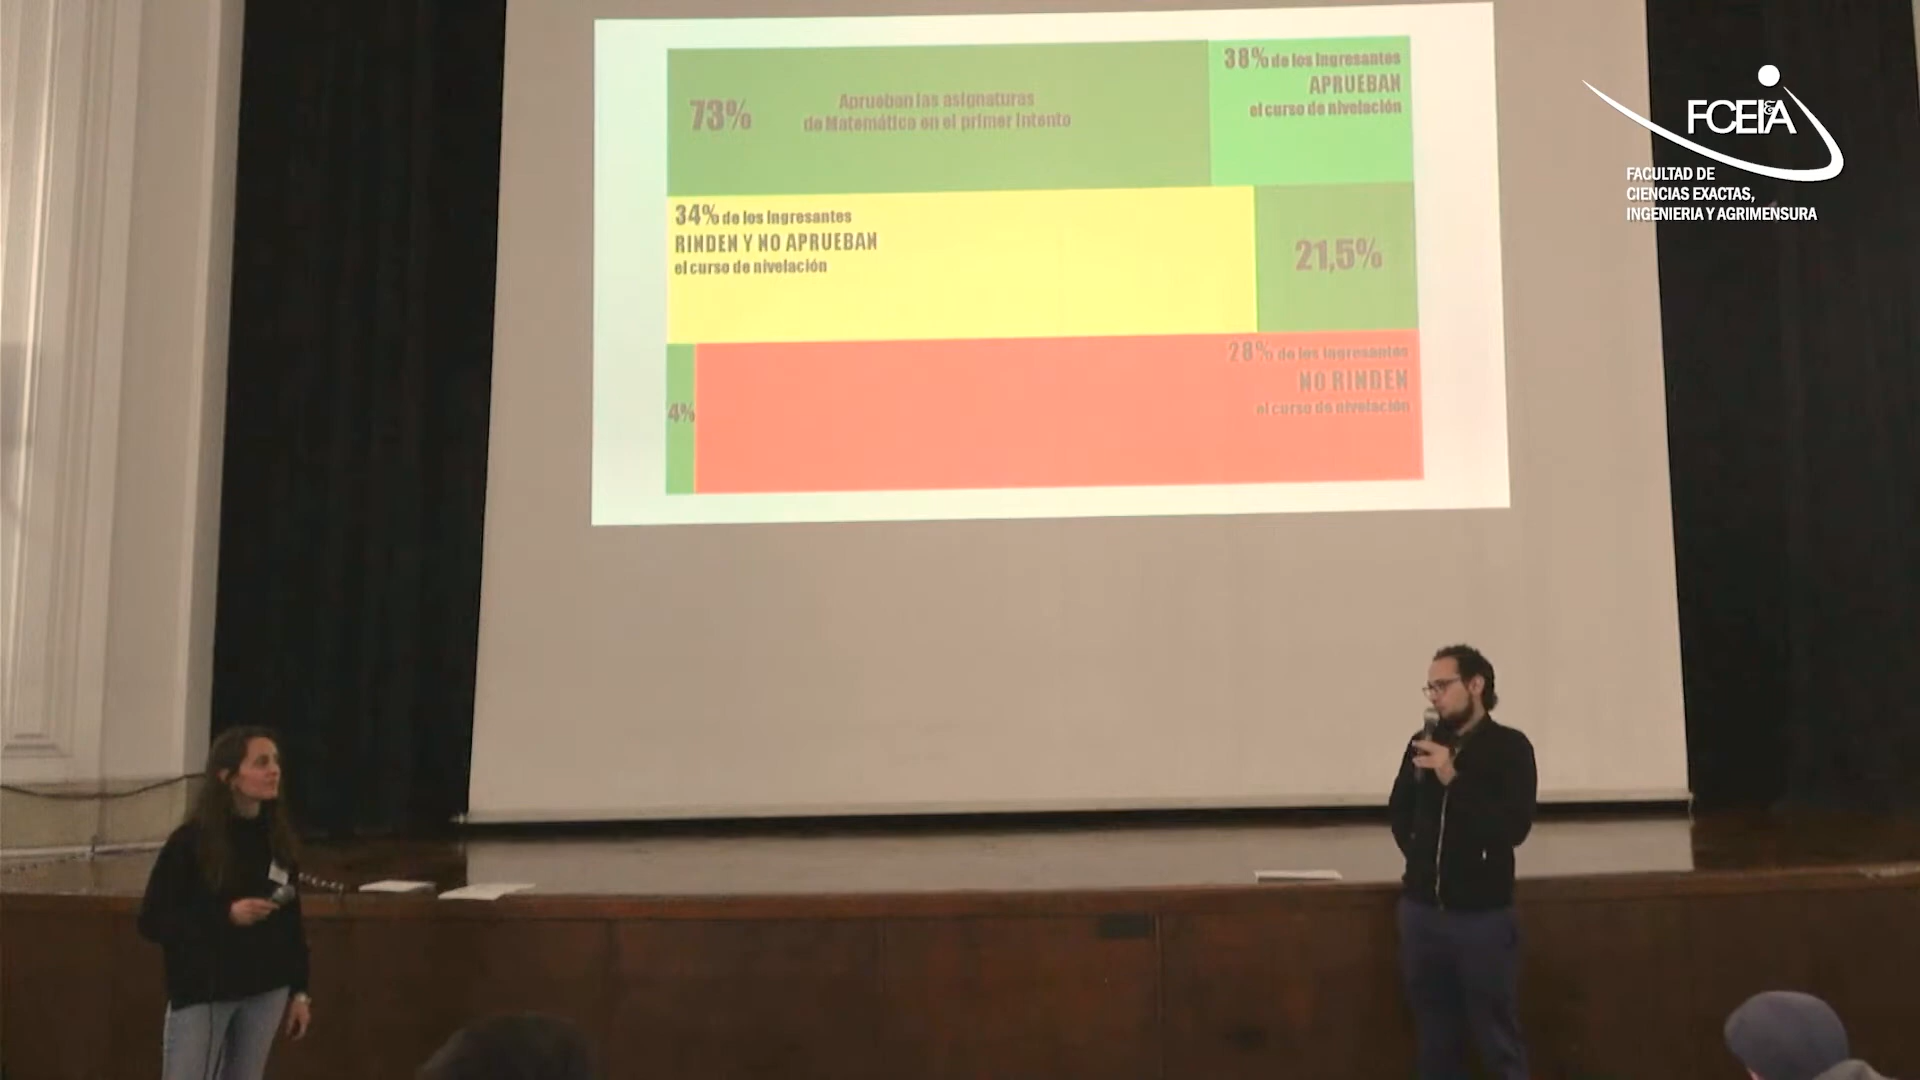 73%
Aprueban las asignaturas
de Matemática en el primer intento
38% de los ingresantes
APRUEBAN
el curso de nivelación
34% de los ingresantes
RINDEN Y NO APRUEBAN
el curso de nivelación
21,5%
4%
28% de los ingresantes
NO RINDEN
el curso de nivelación
FCEI&A
FACULTAD DE
CIENCIAS EXACTAS,
INGENIERIA Y AGRIMENSURA